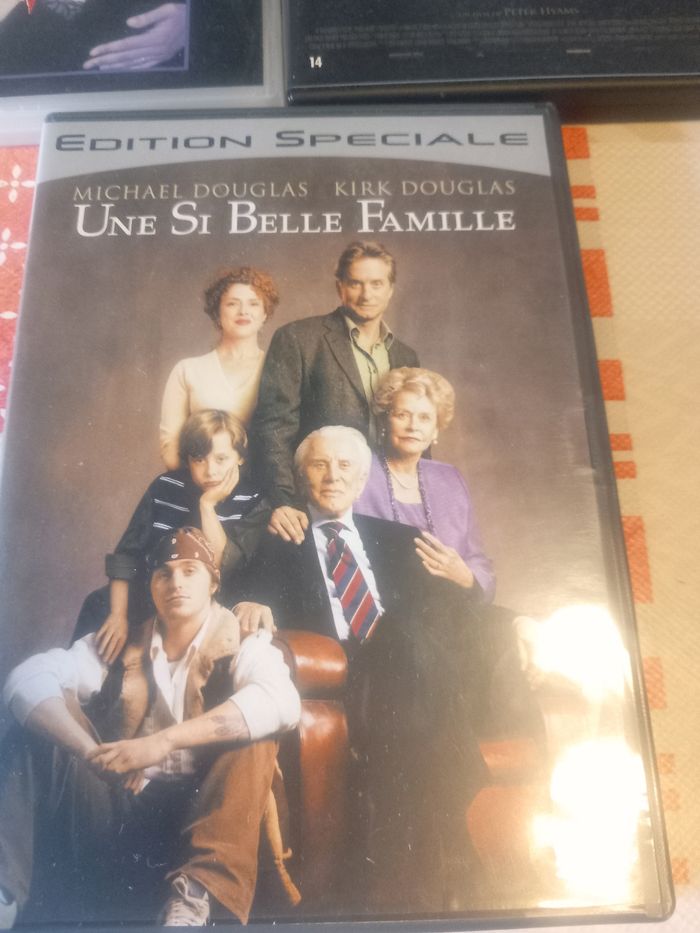 PETER HYAMS
14
EDITION SPECIALE
MICHAEL DOUGLAS KIRK DOUGLAS
UNE SI BELLE FAMILLE